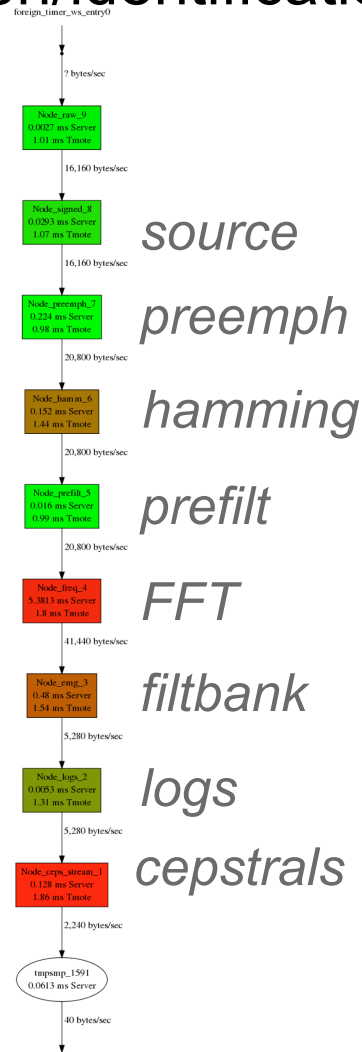 on/Identification
foreign_timer_ws_entry0
? bytes/sec
Node_raw_9
0.0027 ms Server
1.01 ms Tmote
16,160 bytes/sec
Node_signed_8
0.0293 ms Server
1.07 ms Tmote
source
16,160 bytes/sec
Node_preemph_7
0.224 ms Server
0.98 ms Tmote
preemph
20,800 bytes/sec
Node_hamm_6
0.152 ms Server
1.44 ms Tmote
hamming
20,800 bytes/sec
Node_prefilt_5
0.016 ms Server
0.99 ms Tmote
prefilt
20,800 bytes/sec
Node_freq_4
5.3813 ms Server
1.8 ms Tmote
FFT
41,440 bytes/sec
Node_emg_3
0.48 ms Server
1.54 ms Tmote
filtbank
5,280 bytes/sec
Node_logs_2
0.0053 ms Server
1.31 ms Tmote
logs
5,280 bytes/sec
Node_ceps_stream_1
0.128 ms Server
1.86 ms Tmote
cepstrals
2,240 bytes/sec
tmpsmp_1591
0.0613 ms Server
40 bytes/sec